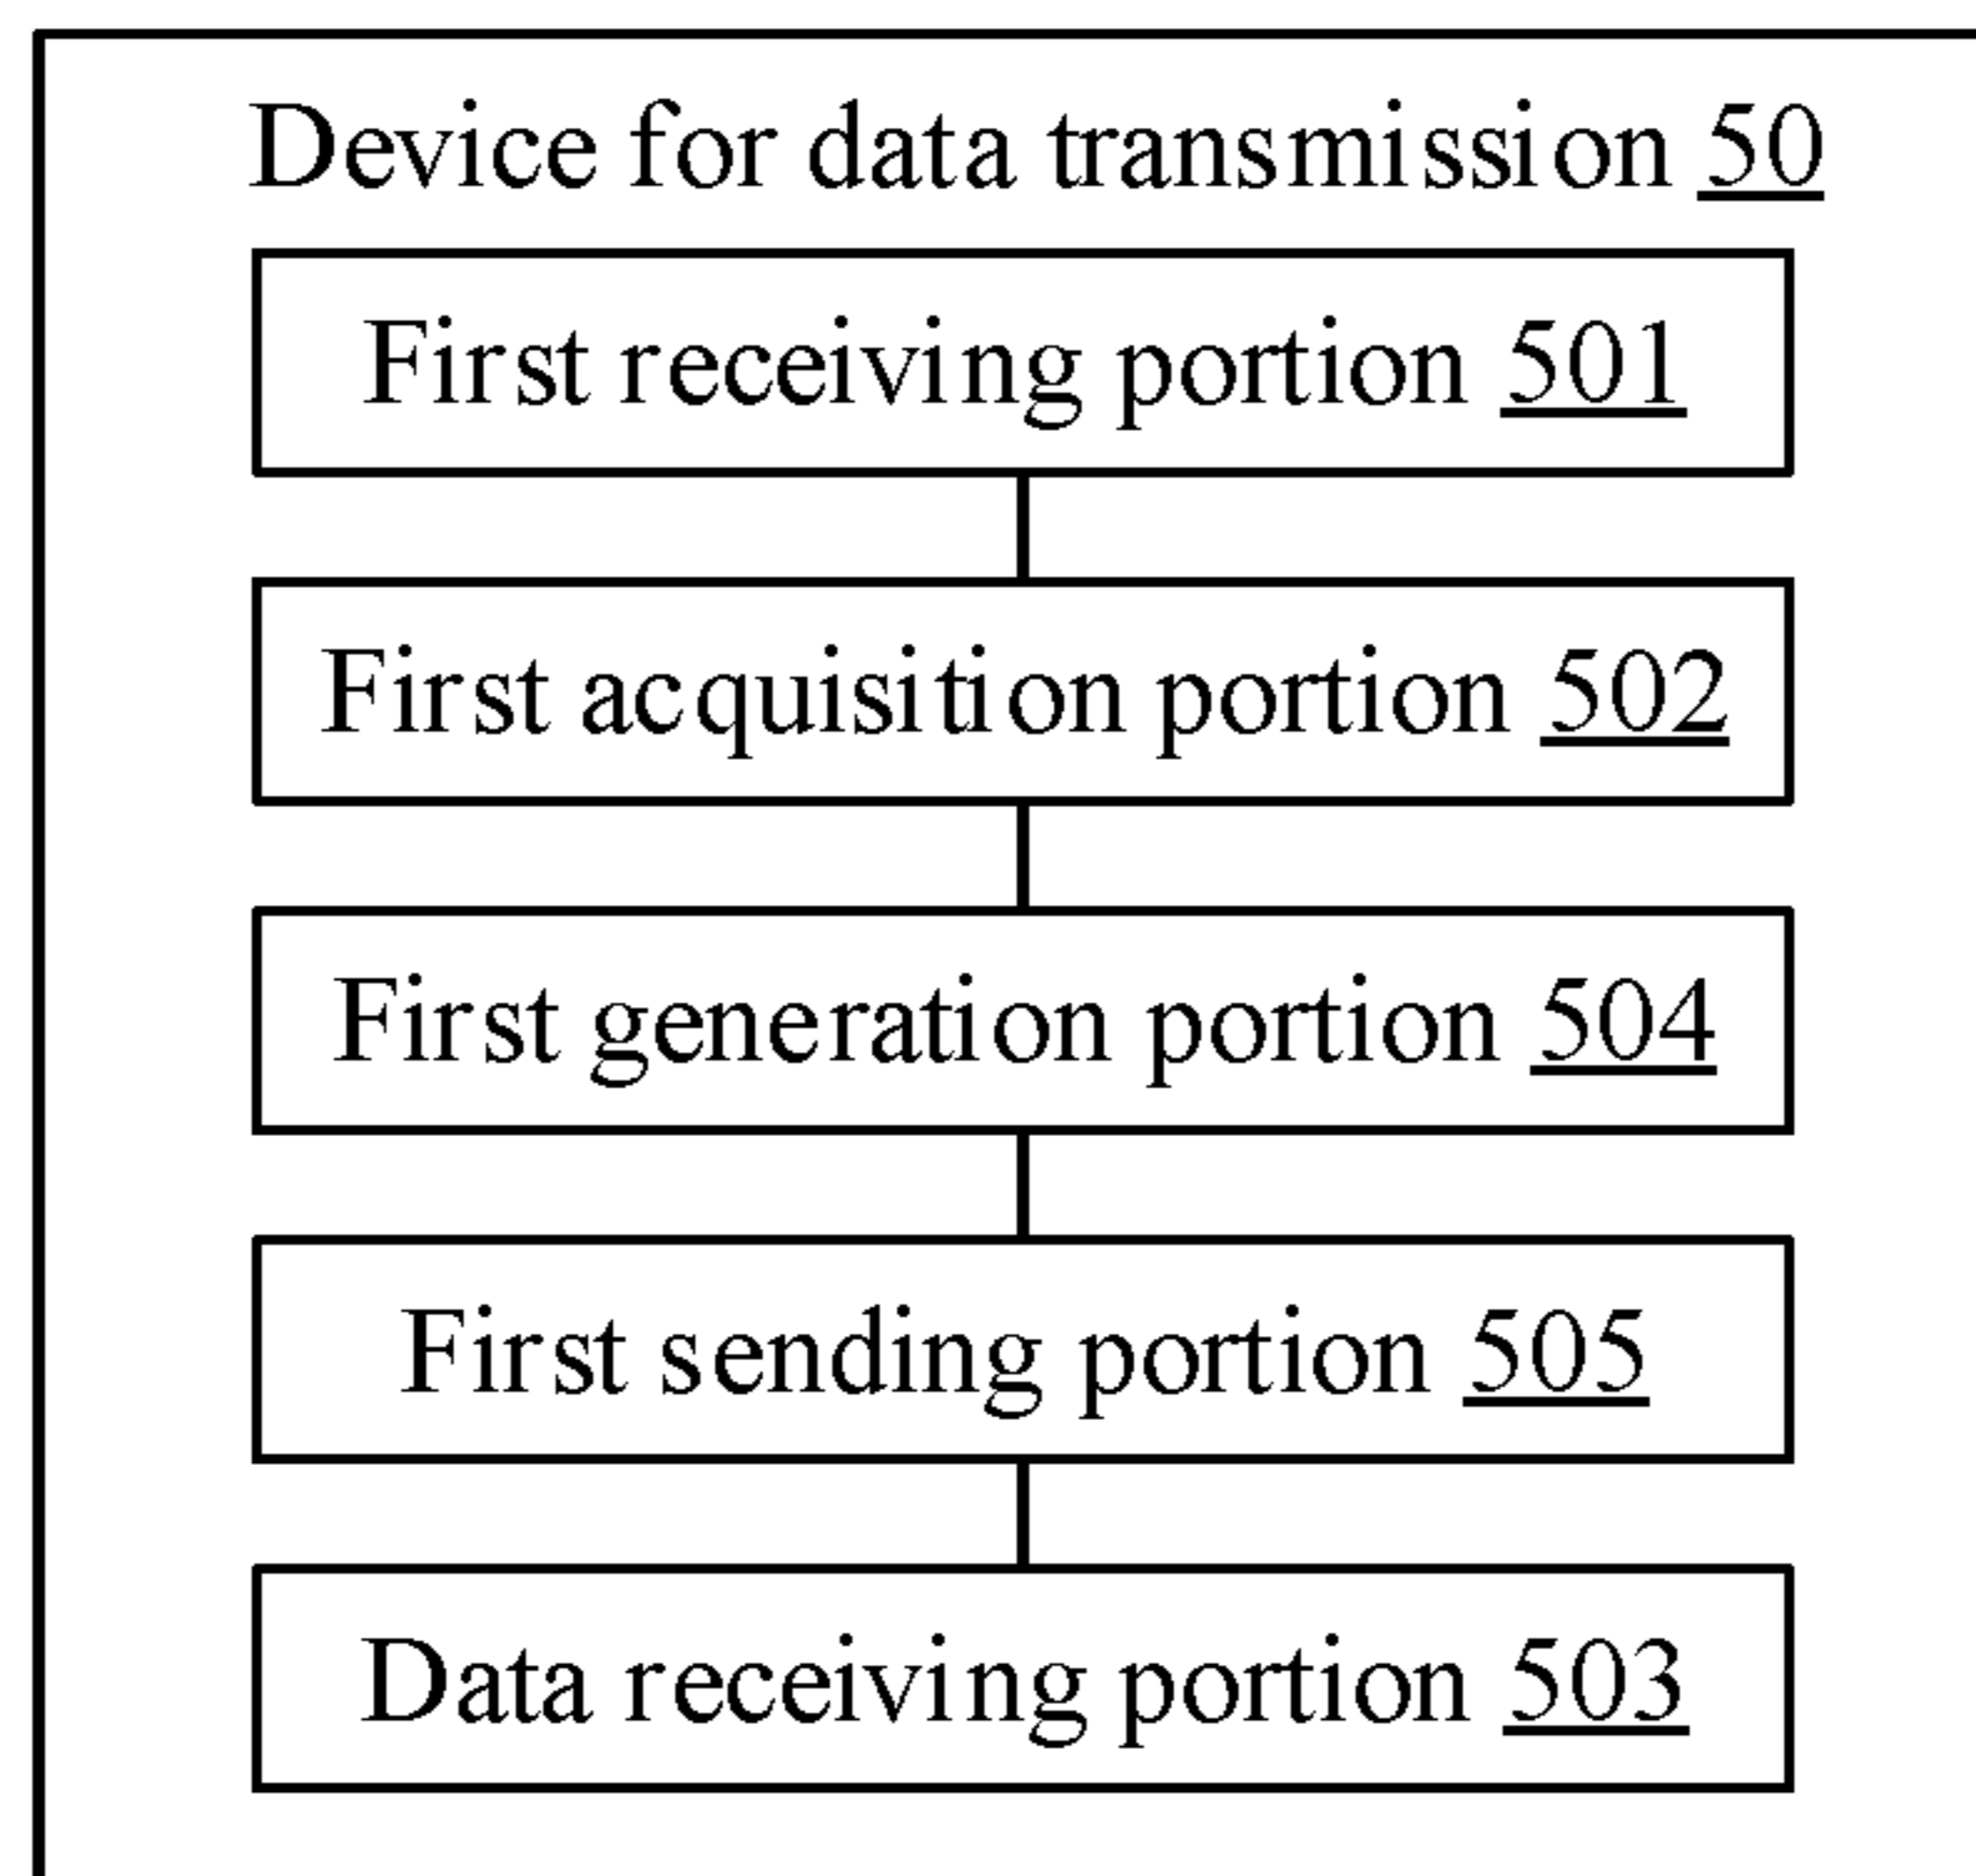 Device for data transmission 50
First receiving portion 501
First acquisition portion 502
First generation portion 504
First sending portion 505
Data receiving portion 503